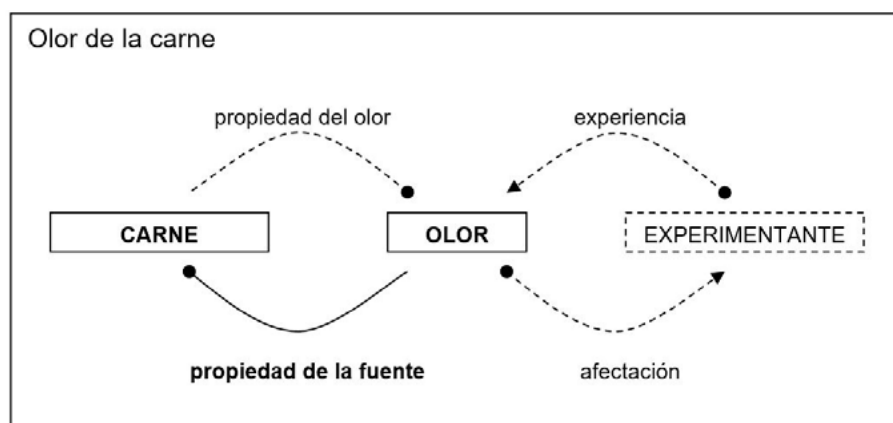 Olor de la carne
propiedad del olor
experiencia
CARNE
OLOR
EXPERIMENTANTE
propiedad de la fuente
afectación